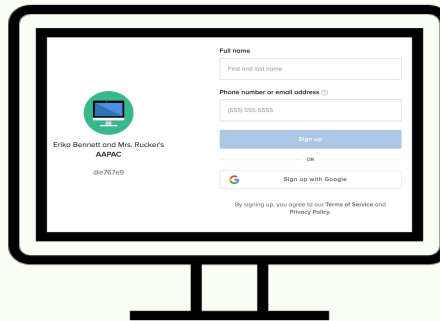 Full name
First and last name
Phone number or email address ?
(555) 555-5555
Sign up
OR
Sign up with Google
By signing up, you agree to our Terms of Service and
Privacy Policy.
Erika Bennett and Mrs. Rucker's
AAPAC
@e767e9